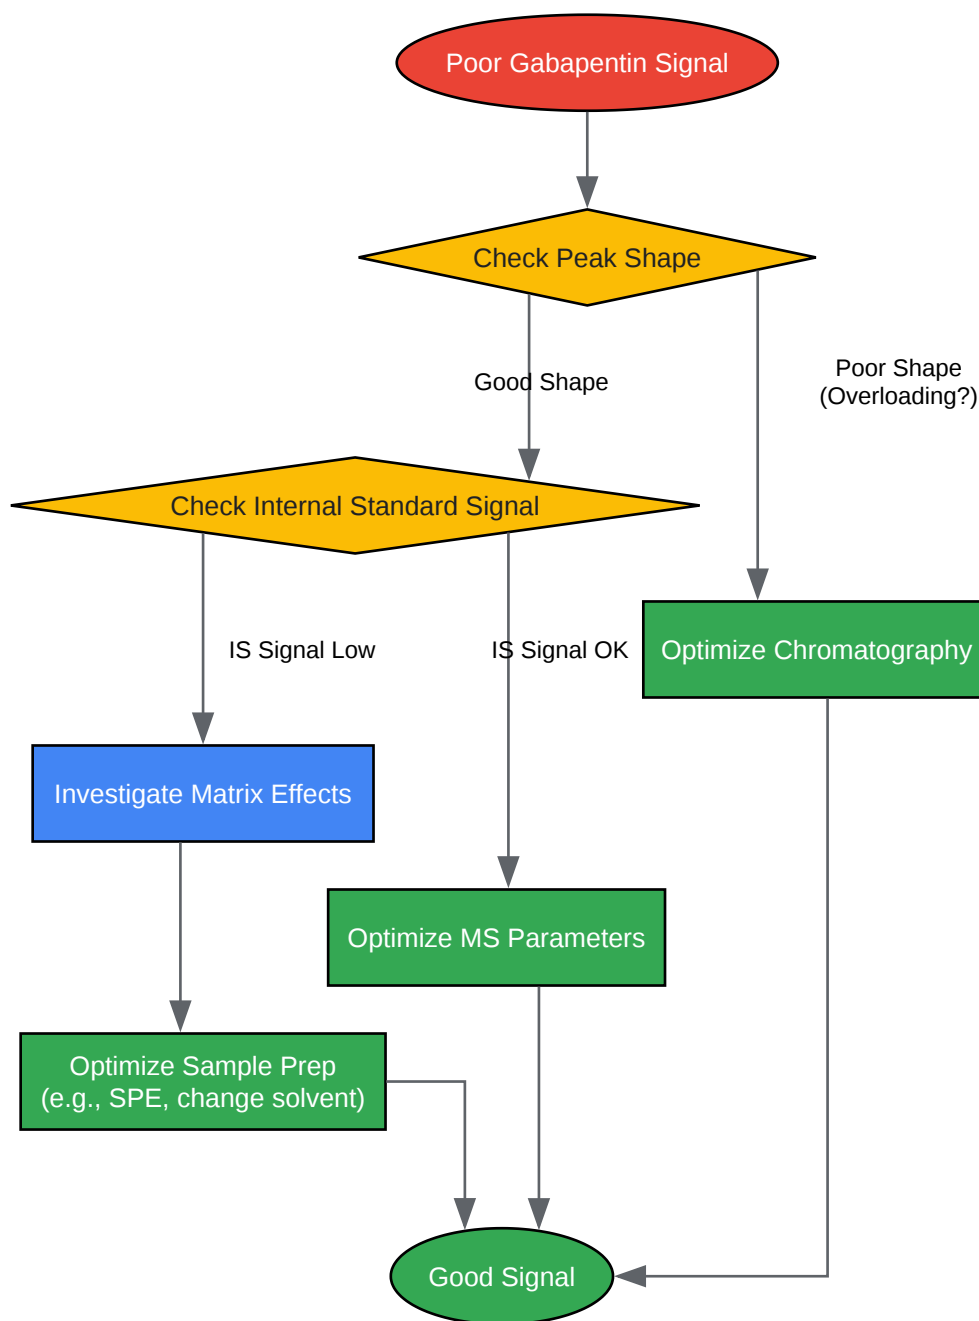 Poor Gabapentin Signal
Check Peak Shape
Good Shape
Poor Shape
(Overloading?)
Check Internal Standard Signal
IS Signal Low
IS Signal OK
Optimize Chromatography
Investigate Matrix Effects
Optimize MS Parameters
Optimize Sample Prep
(e.g., SPE, change solvent)
Good Signal